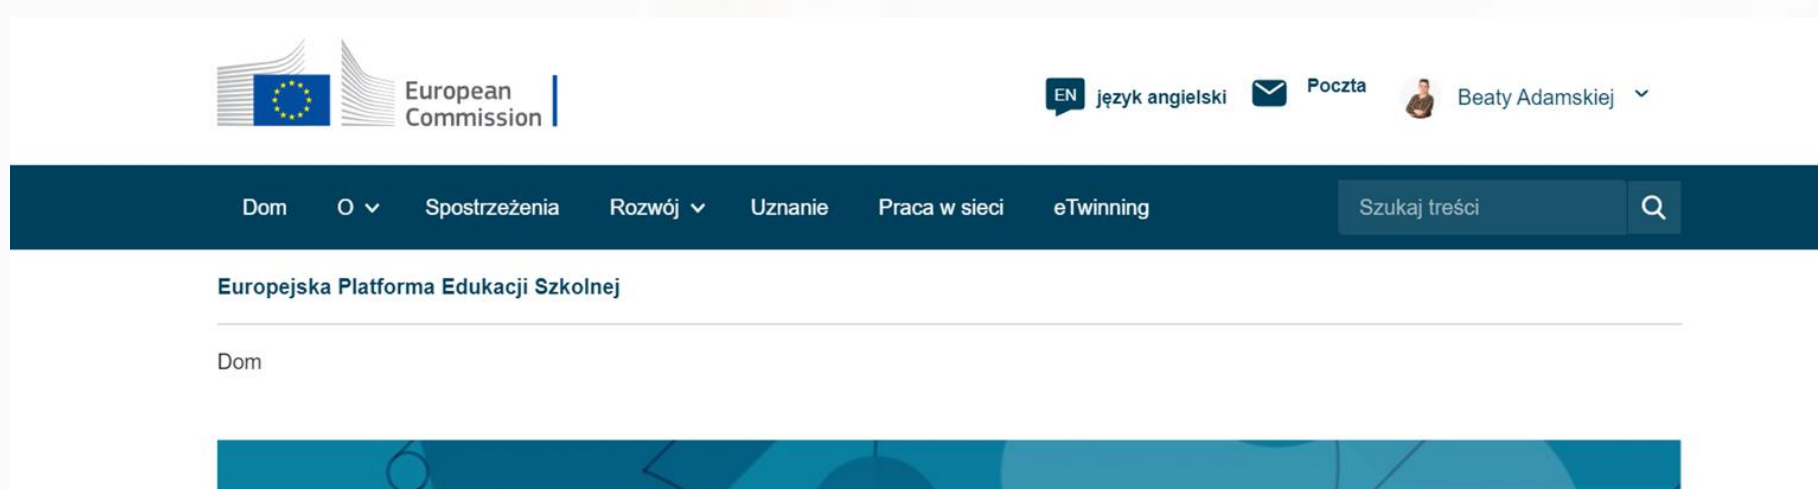 European
Commission
EN język angielski Poczta Beaty Adamskiej
Dom O Spostrzeżenia Rozwój Uznanie Praca w sieci eTwinning Szukaj treści
Europejska Platforma Edukacji Szkolnej
Dom